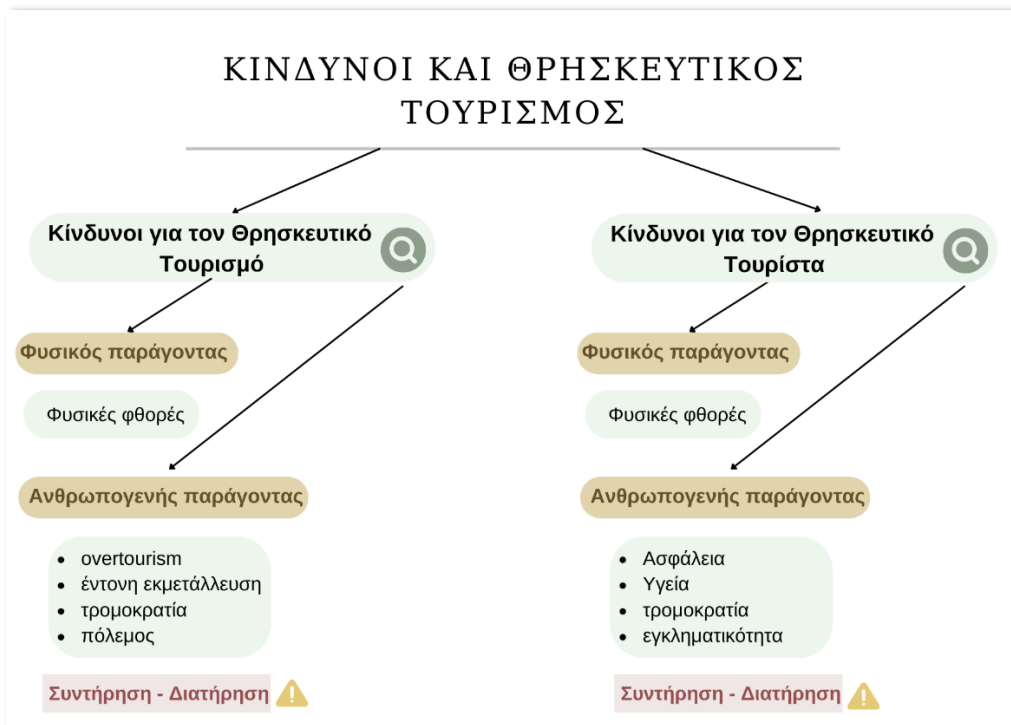 ΚΙΝΔΥΝΟΙ ΚΑΙ ΘΡΗΣΚΕΥΤΙΚΟΣ
ΤΟΥΡΙΣΜΟΣ
Κίνδυνοι για τον Θρησκευτικό
Τουρισμό
Φυσικός παράγοντας
Φυσικές φθορές
Ανθρωπογενής παράγοντας
• overtourism
• έντονη εκμετάλλευση
• τρομοκρατία
• πόλεμος
Συντήρηση - Διατήρηση
Κίνδυνοι για τον Θρησκευτικό
Τουρίστα
Φυσικός παράγοντας
Φυσικές φθορές
Ανθρωπογενής παράγοντας
• Ασφάλεια
• Υγεία
• τρομοκρατία
• εγκληματικότητα
Συντήρηση - Διατήρηση